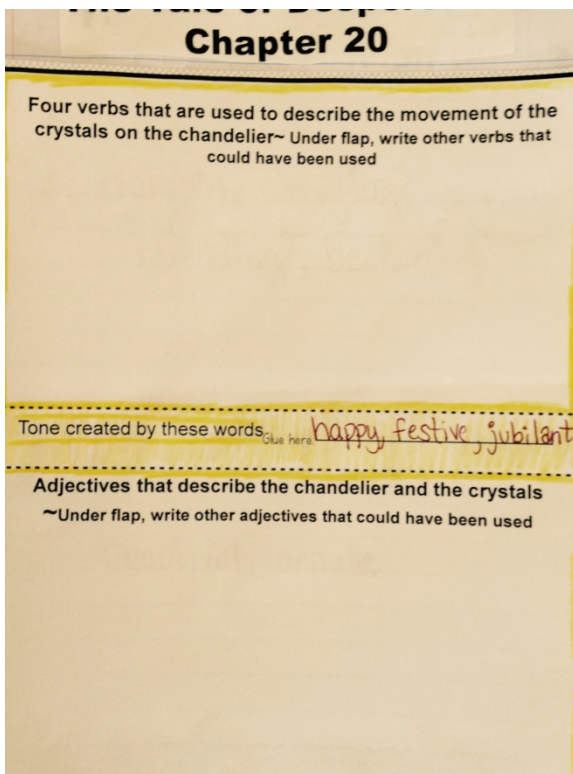 Chapter 20
Four verbs that are used to describe the movement of the
crystals on the chandelier~ Under flap, write other verbs that
could have been used
Tone created by these words Glue here happy, festive, jubilant
Adjectives that describe the chandelier and the crystals
~Under flap, write other adjectives that could have been used